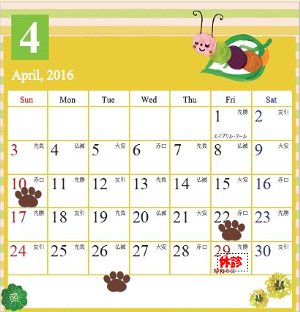 4
April, 2016
Sun Mon Tue Wed Thu Fri Sat
1 先勝 2 友引
エイプリル・フール
3 先負 4 仏滅 5 大安 6 赤口 7 先負 8 仏滅 9 大安
10 赤口 11 先勝 12 友引 13 先負 14 仏滅 15 大安 16 赤口
17 先勝 18 友引 19 先負 20 仏滅 21 大安 22 赤口 23 先勝
24 友引 25 先負 26 仏滅 27 大安 28 赤口 29 先勝 30 友引
休診
昭和の日